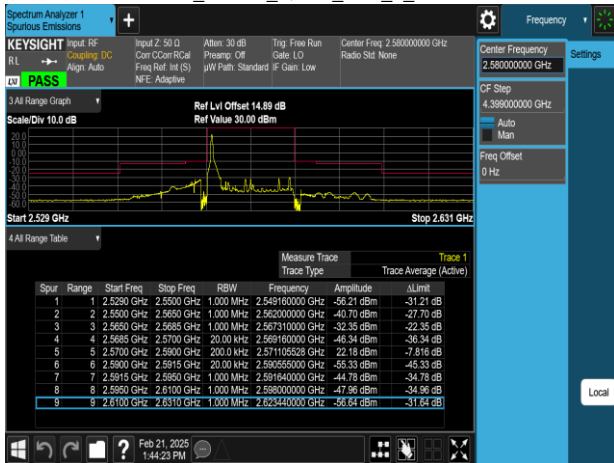 Spectrum Analyzer 1
Spurious Emissions
Frequency
KEYSIGHT Input: RF Input Z: 50 Ω Atten: 30 dB Trig: Free Run Center Freq: 2.580000000 GHz
RL Coupling: DC Corr CCorr RCal Preamp: Off Gate: LO Radio Std: None
Align: Auto Freq Ref: Int (S) µW Path: Standard IF Gain: Low
LXI PASS NFE: Adaptive
Center Frequency
2.580000000 GHz
Settings
CF Step
4.399000000 GHz
Auto
Man
Freq Offset
0 Hz
3 All Range Graph
Ref Lvl Offset 14.89 dB
Scale/Div 10.0 dB Ref Value 30.00 dBm
20.0
10.0
0.00
-10.0
-20.0
-30.0
-40.0
-50.0
-60.0
Start 2.529 GHz Stop 2.631 GHz
4 All Range Table
Measure Trace Trace 1
Trace Type Trace Average (Active)
Spur Range Start Freq Stop Freq RBW Frequency Amplitude ΔLimit
1 1 2.5290 GHz 2.5500 GHz 1.000 MHz 2.549160000 GHz -56.21 dBm -31.21 dB
2 2 2.5500 GHz 2.5650 GHz 1.000 MHz 2.562000000 GHz -40.70 dBm -27.70 dB
3 3 2.5650 GHz 2.5685 GHz 1.000 MHz 2.567310000 GHz -32.35 dBm -22.35 dB
4 4 2.5685 GHz 2.5700 GHz 20.00 kHz 2.569160000 GHz -46.34 dBm -36.34 dB
5 5 2.5700 GHz 2.5900 GHz 200.0 kHz 2.571105528 GHz 22.18 dBm -7.816 dB
6 6 2.5900 GHz 2.5915 GHz 20.00 kHz 2.590555000 GHz -55.33 dBm -45.33 dB
7 7 2.5915 GHz 2.5950 GHz 1.000 MHz 2.591640000 GHz -44.78 dBm -34.78 dB
8 8 2.5950 GHz 2.6100 GHz 1.000 MHz 2.598000000 GHz -47.96 dBm -34.96 dB
9 9 2.6100 GHz 2.6310 GHz 1.000 MHz 2.623440000 GHz -56.64 dBm -31.64 dB
Local
Feb 21, 2025
1:44:23 PM